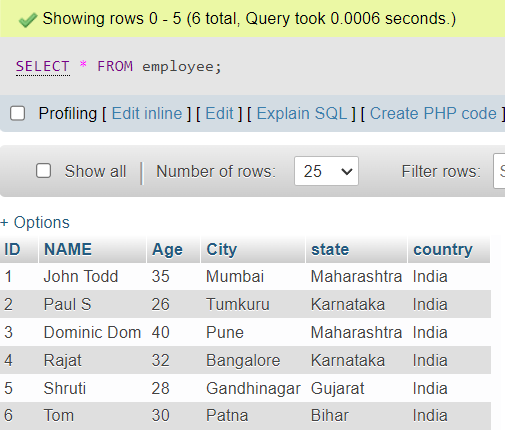 Showing rows 0 - 5 (6 total, Query took 0.0006 seconds.)
SELECT * FROM employee;
Profiling [ Edit inline ] [ Edit ] [ Explain SQL ] [ Create PHP code ]
Show all | Number of rows: 25 Filter rows: S
+ Options
ID NAME Age City state country
1 John Todd 35 Mumbai Maharashtra India
2 Paul S 26 Tumkuru Karnataka India
3 Dominic Dom 40 Pune Maharashtra India
4 Rajat 32 Bangalore Karnataka India
5 Shruti 28 Gandhinagar Gujarat India
6 Tom 30 Patna Bihar India